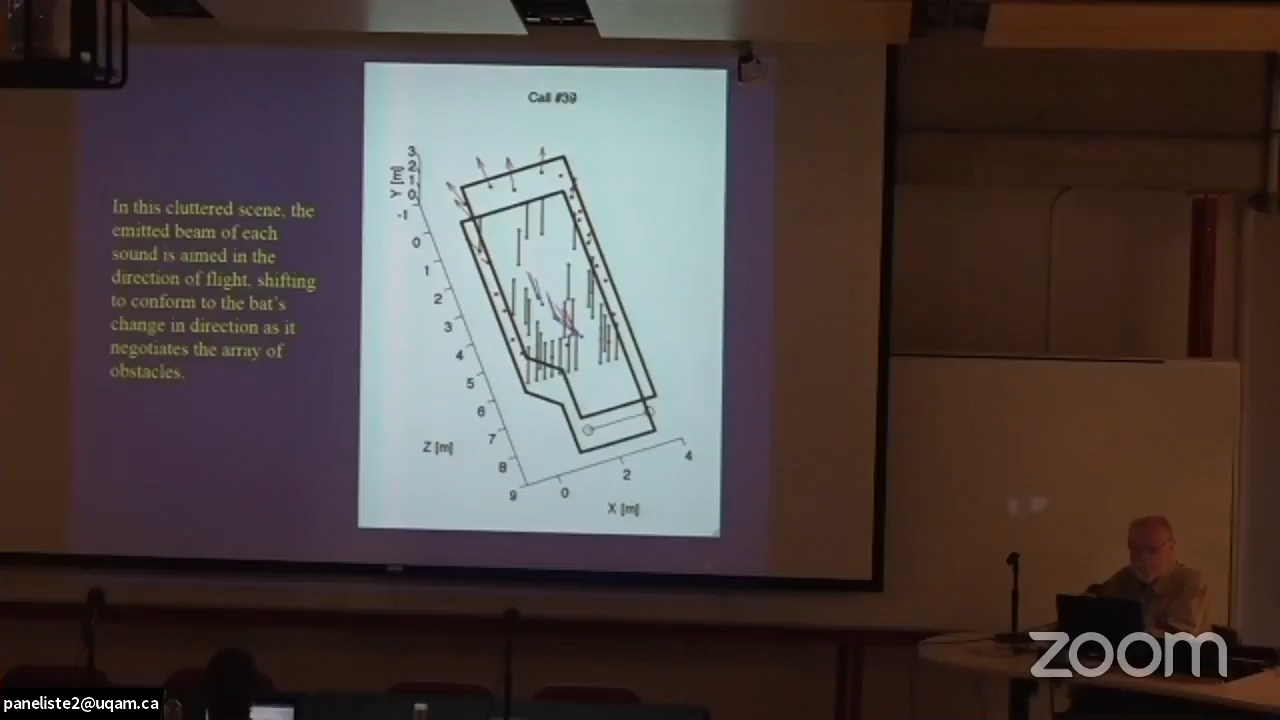 Call #39
In this cluttered scene, the
emitted beam of each
sound is aimed in the
direction of flight, shifting
to conform to the bat's
change in direction as it
negotiates the array of
obstacles.
3
2
1
0
-1
Y [m]
0
1
2
3
4
5
6
7
8
9
Z [m]
0
2
4
X [m]
zoom
paneliste2@uqam.ca